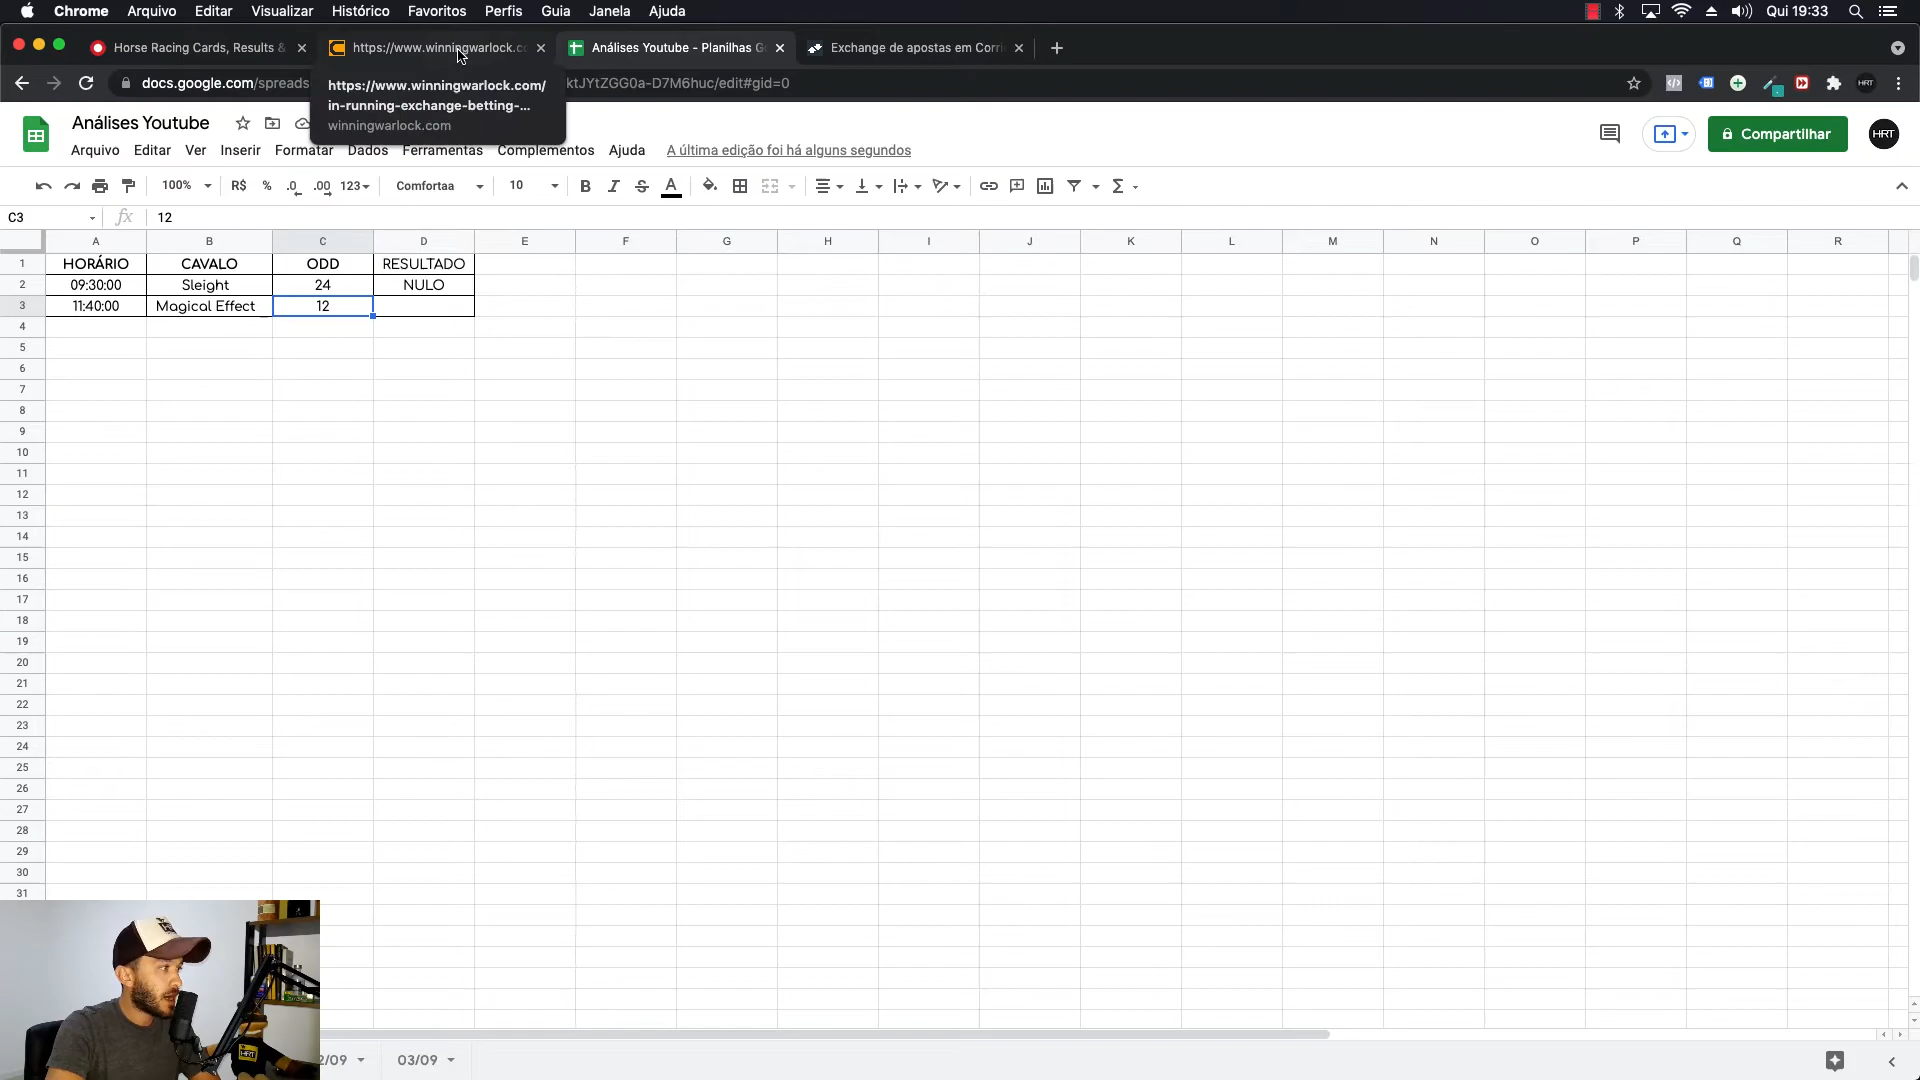 Chrome Arquivo Editar Visualizar Histórico Favoritos Perfis Guia Janela Ajuda Qui 19:33
Horse Racing Cards, Results &
https://www.winningwarlock.c
Análises Youtube - Planilhas G
Exchange de apostas em Corri
docs.google.com/spreads
ktJYtZGG0a-D7M6huc/edit#gid=0
HRT
https://www.winningwarlock.com/
in-running-exchange-betting-...
winningwarlock.com
Análises Youtube
Compartilhar
HRT
Arquivo Editar Ver Inserir Formatar Dados Ferramentas Complementos Ajuda A última edição foi há alguns segundos
100% R$ % .0 .00 123 Comfortaa 10 B I S A
C3 fx 12
A B C D E F G H I J K L M N O P Q R
1 HORÁRIO CAVALO ODD RESULTADO
2 09:30:00 Sleight 24 NULO
3 11:40:00 Magical Effect 12
4
5
6
7
8
9
10
11
12
13
14
15
16
17
18
19
20
21
22
23
24
25
26
27
28
29
30
31
HRT
2/09 03/09